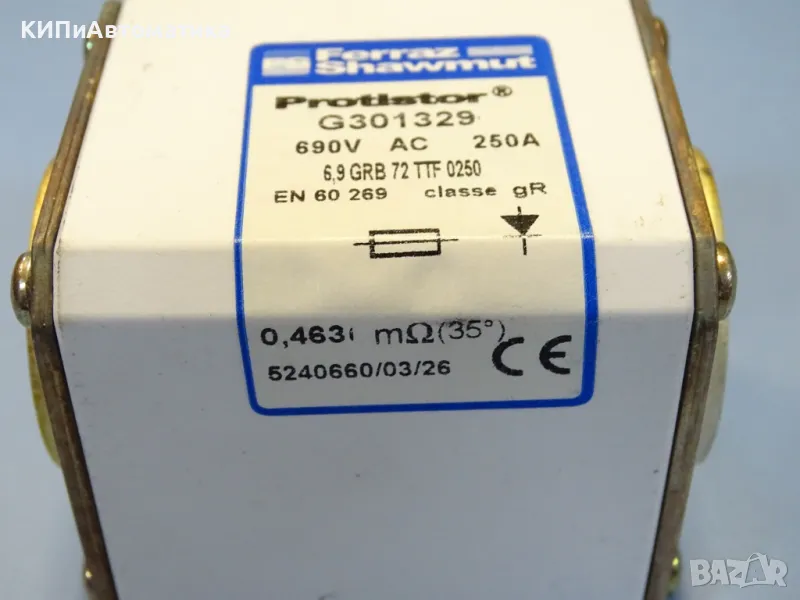 КИПиАвтоматика
Ferraz
Shawmut
Protistor®
G301329
690V AC 250A
6,9 GRB 72 TTF 0250
EN 60 269 classe gR
0,463 mΩ(35°)
5240660/03/26
CE
BAZAR